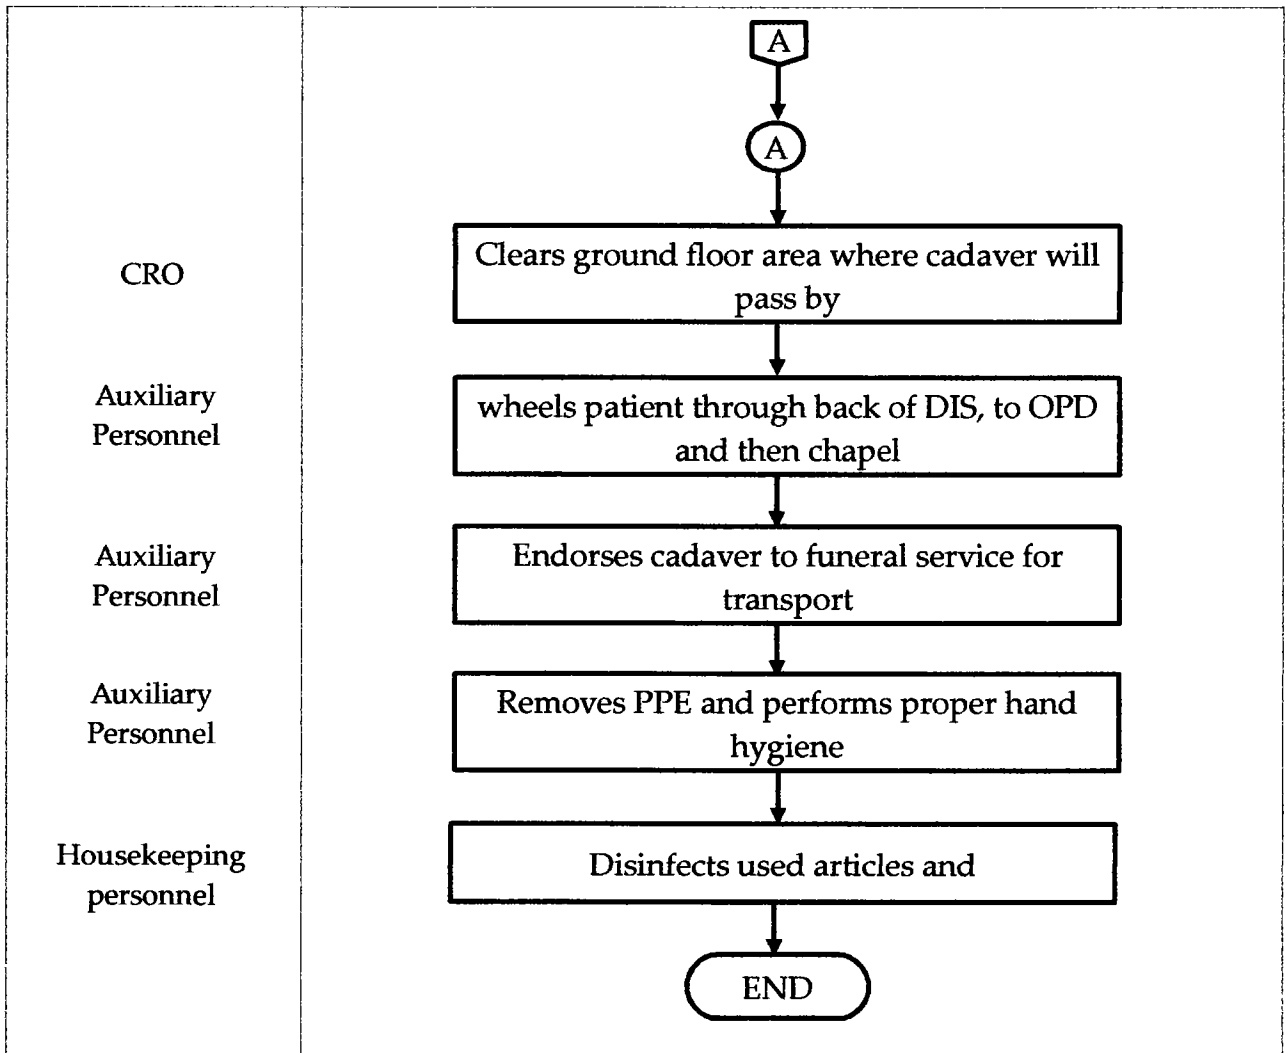 A
A
CRO
Clears ground floor area where cadaver will
pass by
Auxiliary
Personnel
wheels patient through back of DIS, to OPD
and then chapel
Auxiliary
Personnel
Endorses cadaver to funeral service for
transport
Auxiliary
Personnel
Removes PPE and performs proper hand
hygiene
Housekeeping
personnel
Disinfects used articles and
END